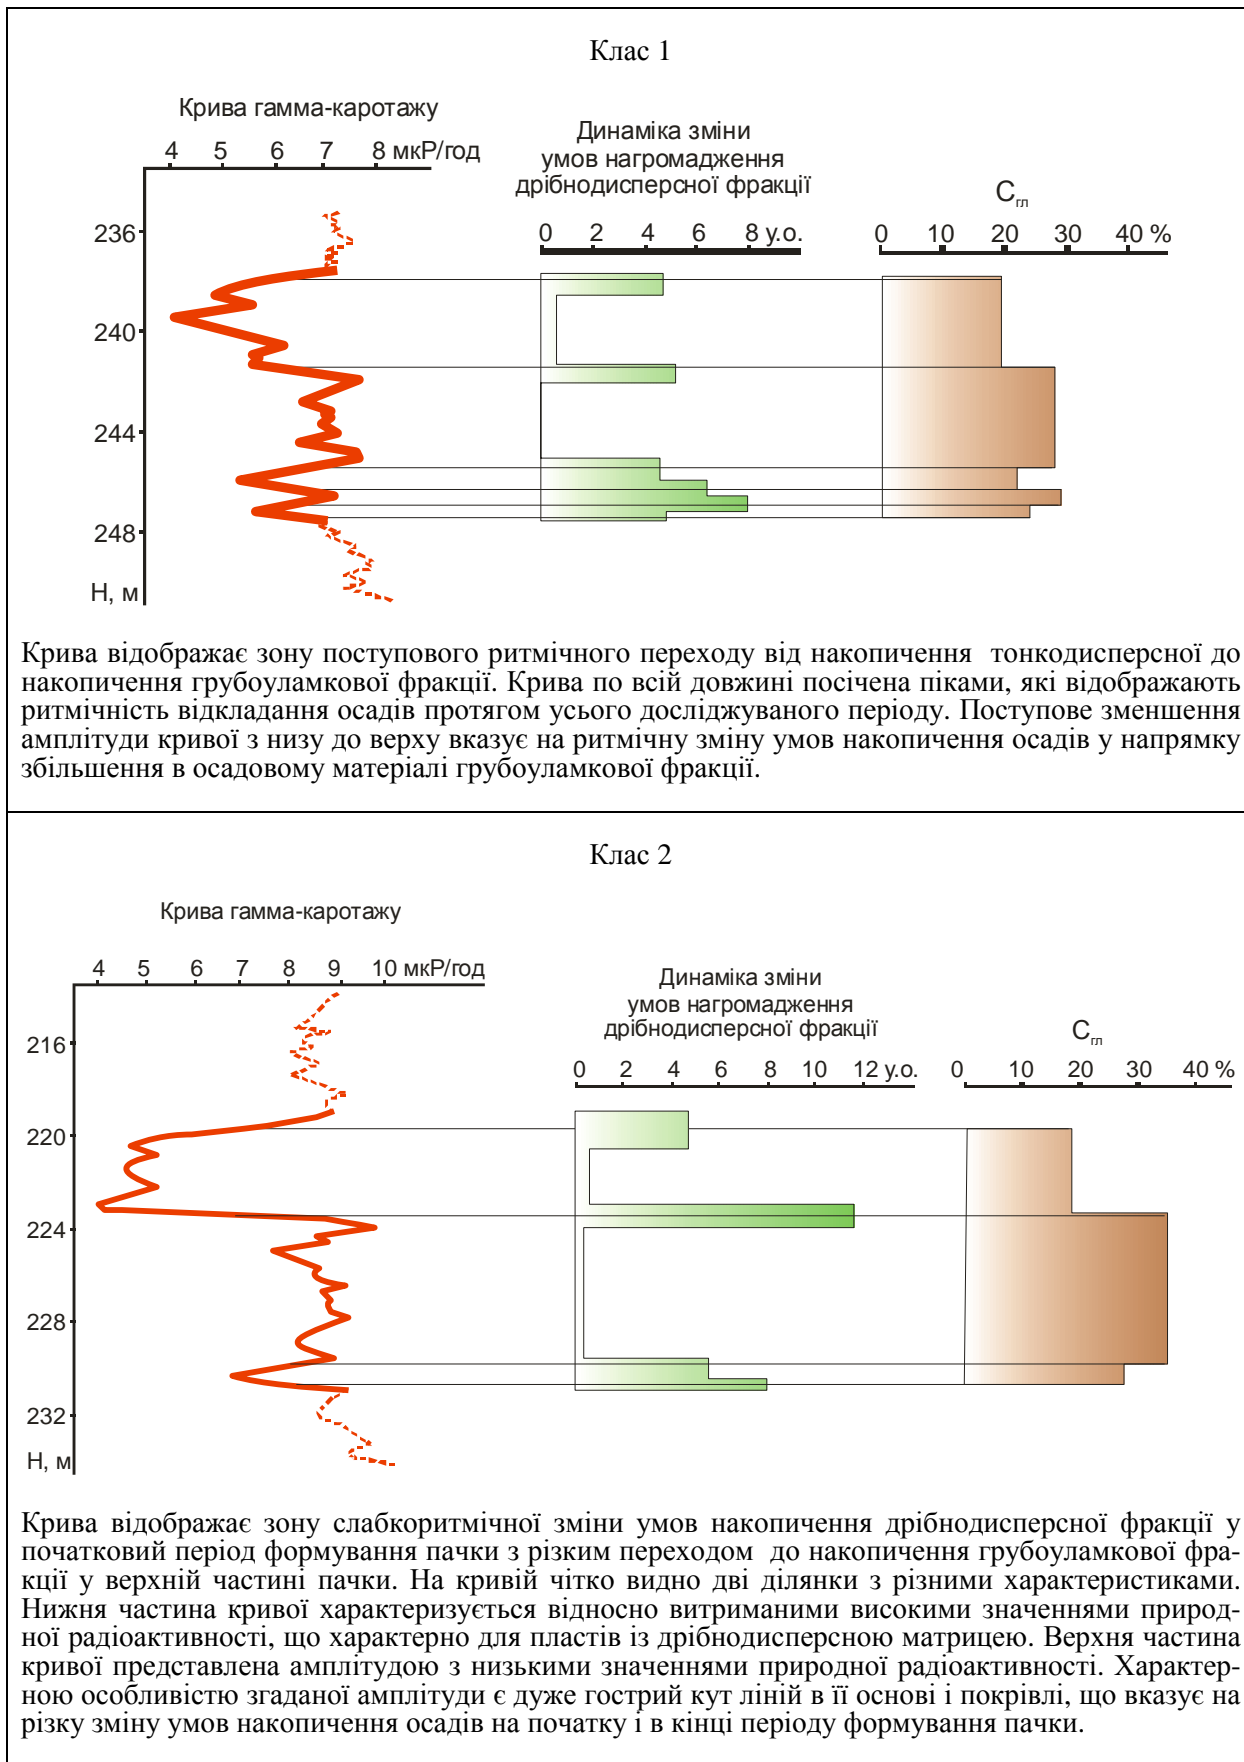 Клас 1
Крива гамма-каротажу
4 5 6 7 8 мкР/год
Динаміка зміни
умов нагромадження
дрібнодисперсної фракції
0 2 4 6 8 у.о.
Сгл
0 10 20 30 40 %
236
240
244
248
Н, м
Крива відображає зону поступового ритмічного переходу від накопичення тонкодисперсної до
накопичення грубоуламкової фракції. Крива по всій довжині посічена піками, які відображають
ритмічність відкладання осадів протягом усього досліджуваного періоду. Поступове зменшення
амплітуди кривої з низу до верху вказує на ритмічну зміну умов накопичення осадів у напрямку
збільшення в осадовому матеріалі грубоуламкової фракції.
Клас 2
Крива гамма-каротажу
4 5 6 7 8 9 10 мкР/год
Динаміка зміни
умов нагромадження
дрібнодисперсної фракції
0 2 4 6 8 10 12 у.о.
Сгл
0 10 20 30 40 %
216
220
224
228
232
Н, м
Крива відображає зону слабкоритмічної зміни умов накопичення дрібнодисперсної фракції у
початковий період формування пачки з різким переходом до накопичення грубоуламкової фра-
кції у верхній частині пачки. На кривій чітко видно дві ділянки з різними характеристиками.
Нижня частина кривої характеризується відносно витриманими високими значеннями природ-
ної радіоактивності, що характерно для пластів із дрібнодисперсною матрицею. Верхня частина
кривої представлена амплітудою з низькими значеннями природної радіоактивності. Характер-
ною особливістю згаданої амплітуди є дуже гострий кут ліній в її основі і покрівлі, що вказує на
різку зміну умов накопичення осадів на початку і в кінці періоду формування пачки.